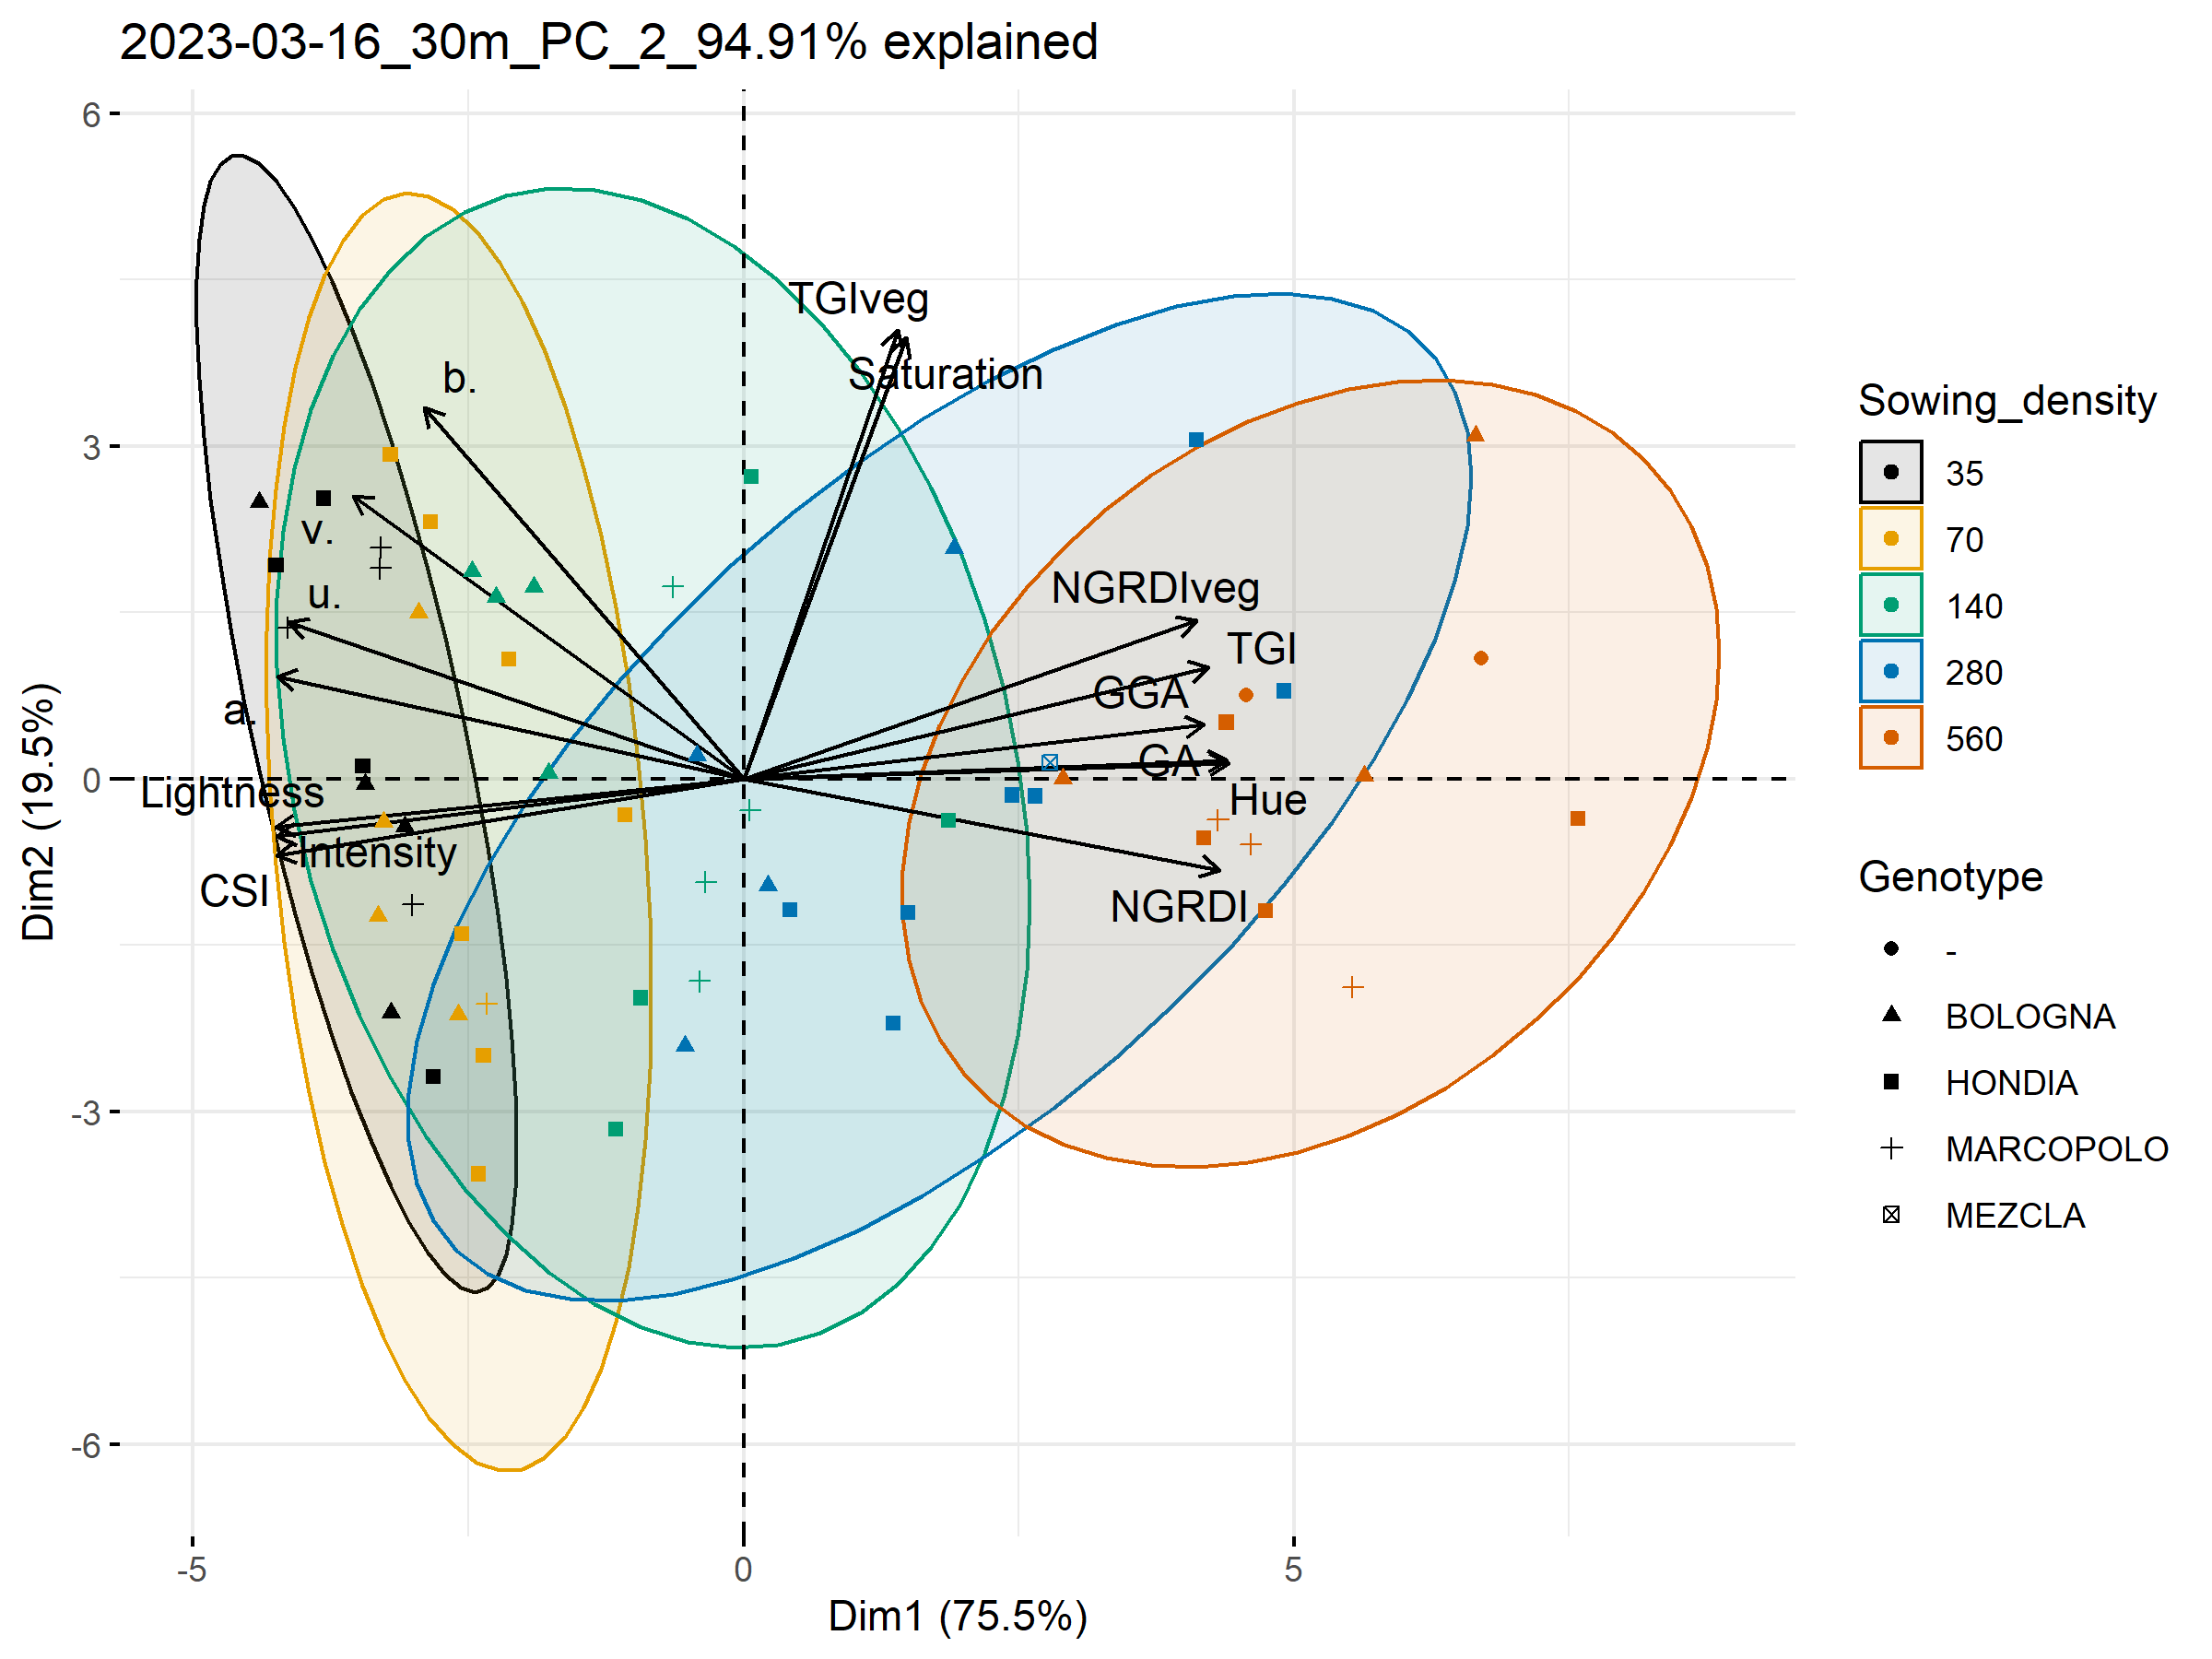 2023-03-16_30m_PC_2_94.91% explained
6
3
0
-3
-6
-5
0
5
Dim1 (75.5%)
Dim2 (19.5%)
TGIveg
Saturation
b.
v.
u.
a.
Lightness
Intensity
CSI
NGRDIveg
TGI
GGA
GA
Hue
NGRDI
Sowing_density
35
70
140
280
560
Genotype
-
BOLOGNA
HONDIA
MARCOPOLO
MEZCLA